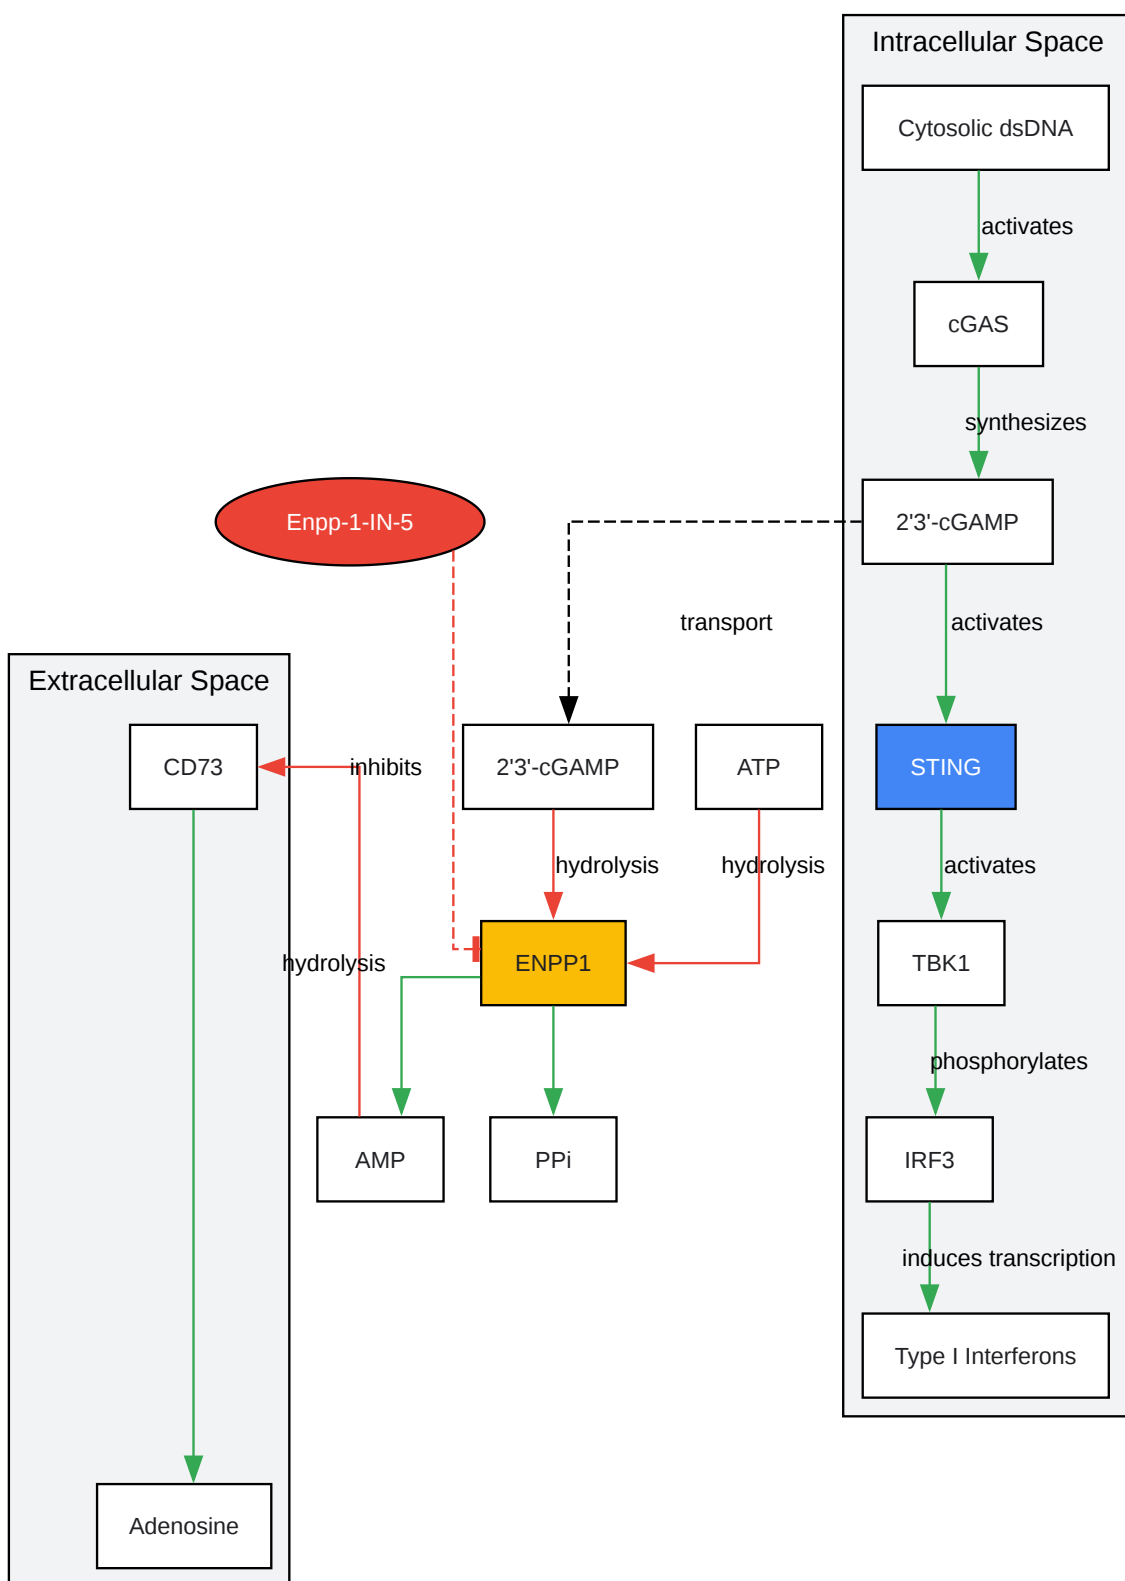 Intracellular Space
Cytosolic dsDNA
activates
cGAS
synthesizes
Enpp-1-IN-5
2'3'-cGAMP
transport
activates
Extracellular Space
CD73
inhibits
2'3'-cGAMP
ATP
STING
hydrolysis
hydrolysis
activates
hydrolysis
ENPP1
TBK1
phosphorylates
AMP
PPi
IRF3
induces transcription
Type I Interferons
Adenosine